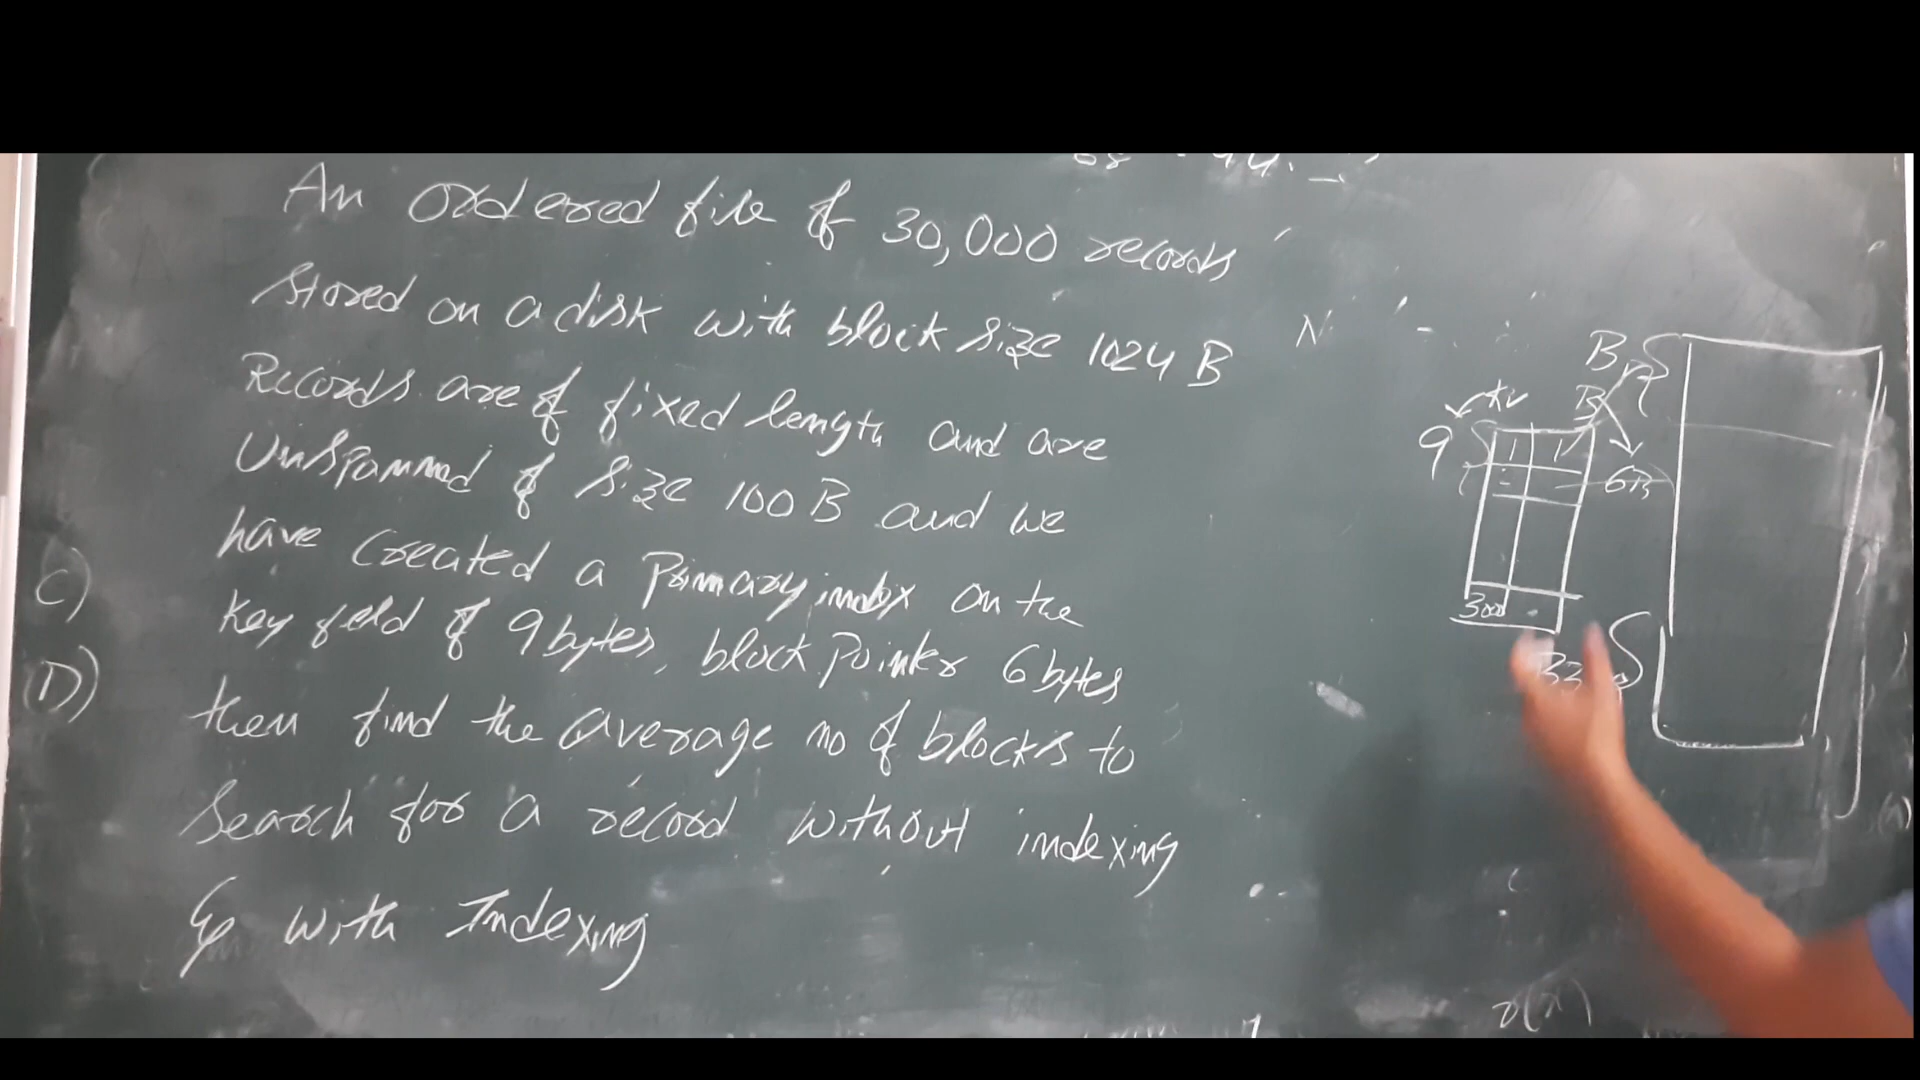 An Ordered file of 30,000 records
Stored on a disk with block size 1024 B
Records are of fixed length and are
Unspanned of Size 100 B and we
have Created a Primary index on the
Key field of 9 bytes, block Pointer 6 bytes
then find the average no of blocks to
Search for a record without indexing
& with Indexing
C)
D)
N
B
B
9
6B
3000